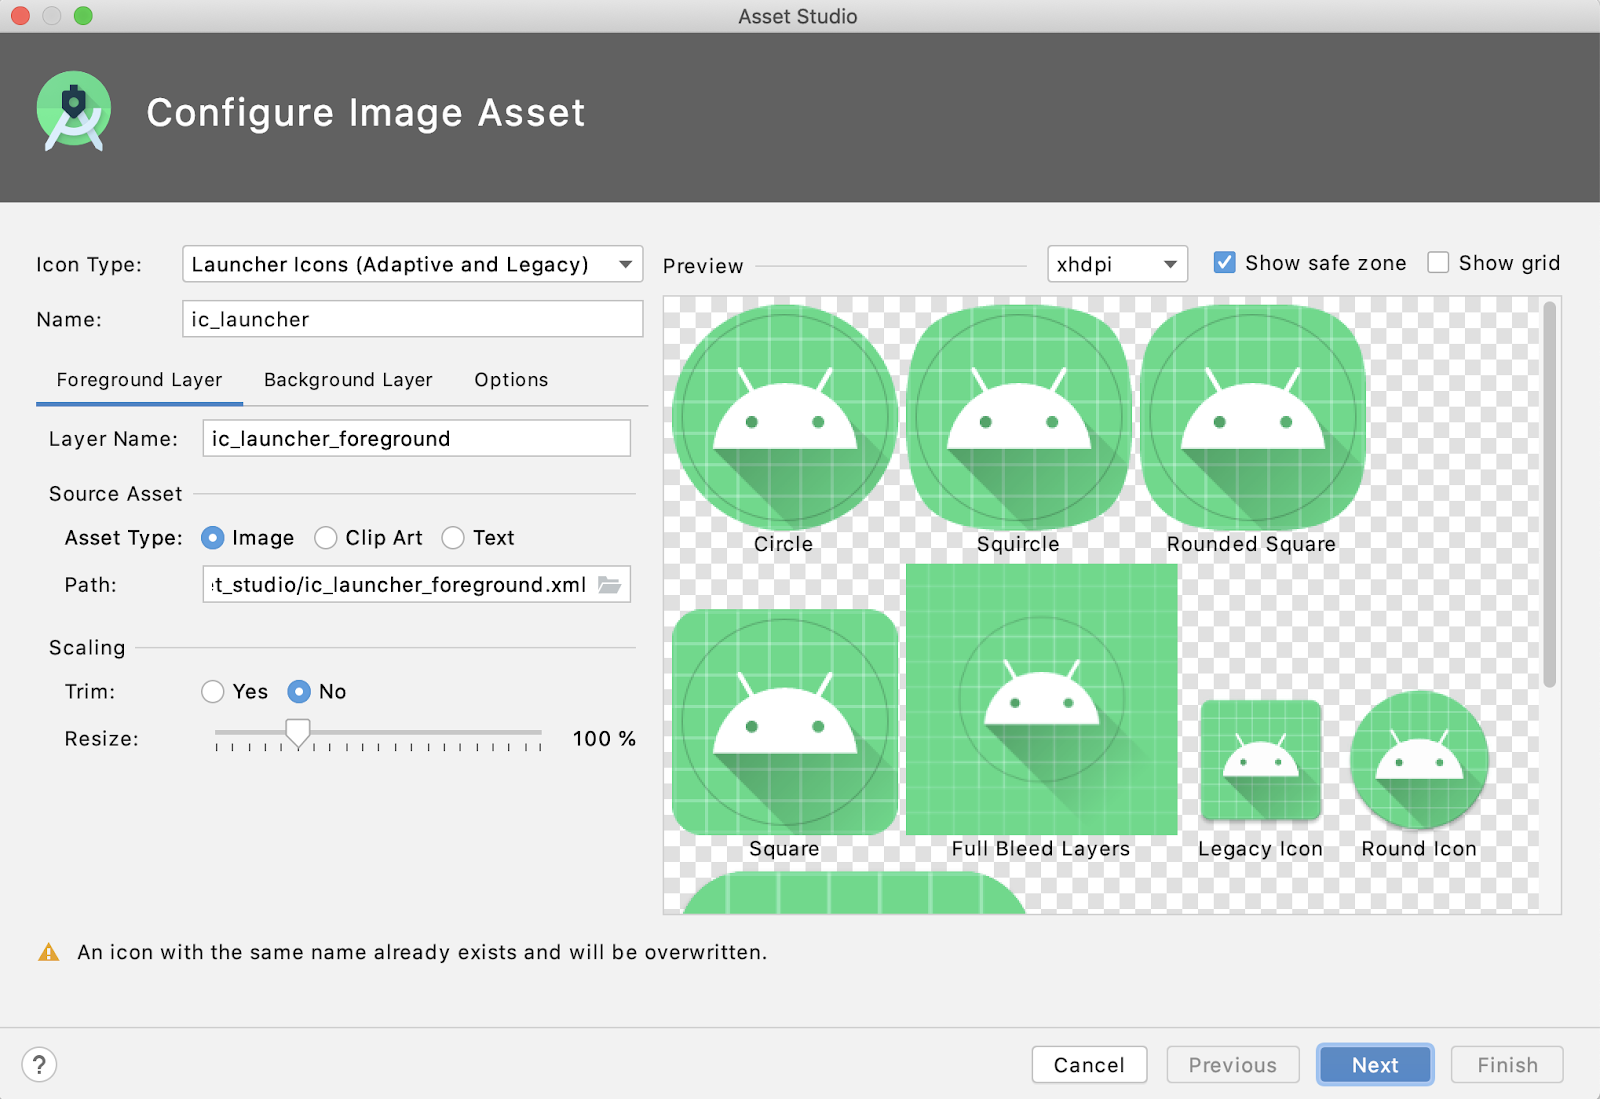 Asset Studio
Configure Image Asset
Icon Type: Launcher Icons (Adaptive and Legacy)
Name: ic_launcher
Foreground Layer Background Layer Options
Layer Name: ic_launcher_foreground
Source Asset
Asset Type: Image Clip Art Text
Path: t_studio/ic_launcher_foreground.xml
Scaling
Trim: Yes No
Resize: 100 %
Preview xhdpi Show safe zone Show grid
Circle Squircle Rounded Square
Square Full Bleed Layers Legacy Icon Round Icon
An icon with the same name already exists and will be overwritten.
? Cancel Previous Next Finish